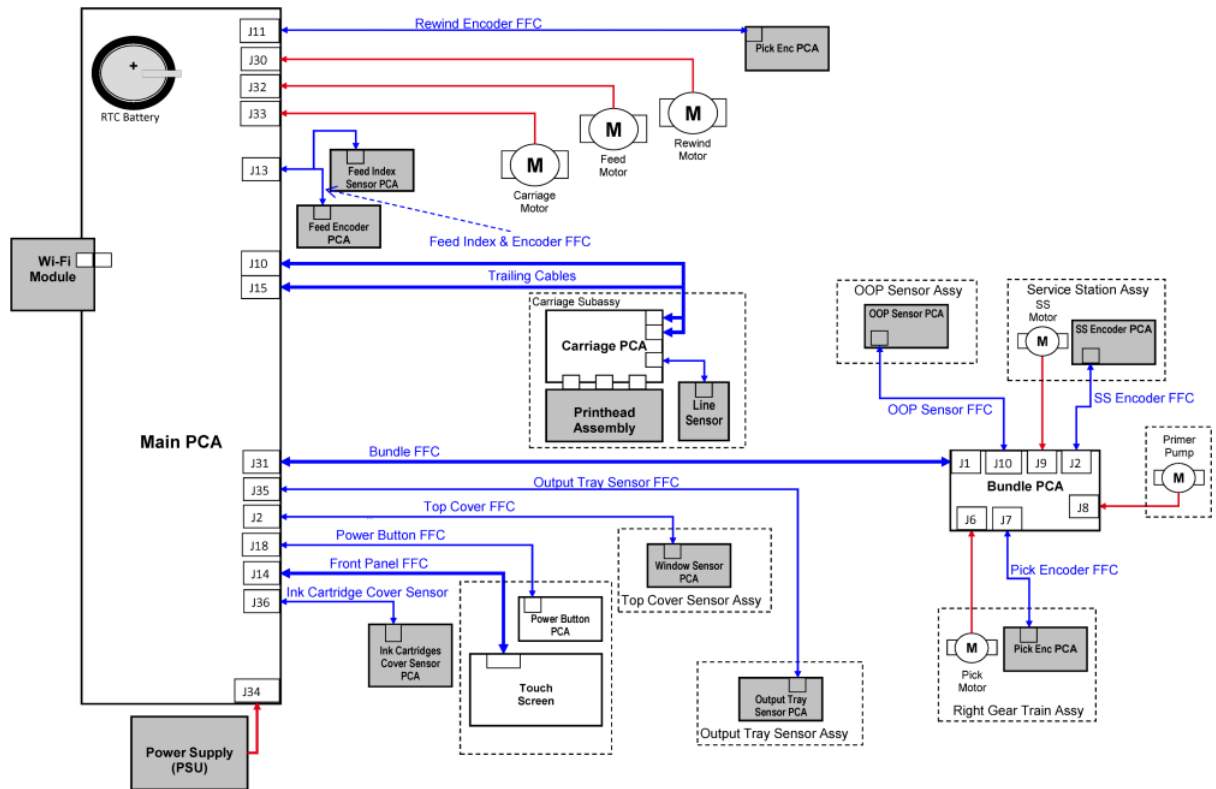 J11
Rewind Encoder FFC
Pick Enc PCA
J30
J32
J33
+
RTC Battery
M
Rewind
Motor
M
Feed
Motor
M
Carriage
Motor
J13
Feed Index
Sensor PCA
Feed Encoder
PCA
Feed Index & Encoder FFC
Wi-Fi
Module
J10
J15
Trailing Cables
Carriage Subassy
Carriage PCA
Printhead
Assembly
Line
Sensor
OOP Sensor Assy
OOP Sensor PCA
OOP Sensor FFC
Service Station Assy
SS
Motor
M
SS Encoder PCA
SS Encoder FFC
Main PCA
J31
Bundle FFC
J1
J10
J9
J2
Bundle PCA
J8
J6
J7
Primer
Pump
M
J35
Output Tray Sensor FFC
J2
Top Cover FFC
J18
Power Button FFC
J14
Front Panel FFC
J36
Ink Cartridge Cover Sensor
Window Sensor
PCA
Top Cover Sensor Assy
Power Button
PCA
Ink Cartridges
Cover Sensor
PCA
Touch
Screen
Output Tray
Sensor PCA
Output Tray Sensor Assy
Pick Encoder FFC
M
Pick
Motor
Pick Enc PCA
Right Gear Train Assy
J34
Power Supply
(PSU)